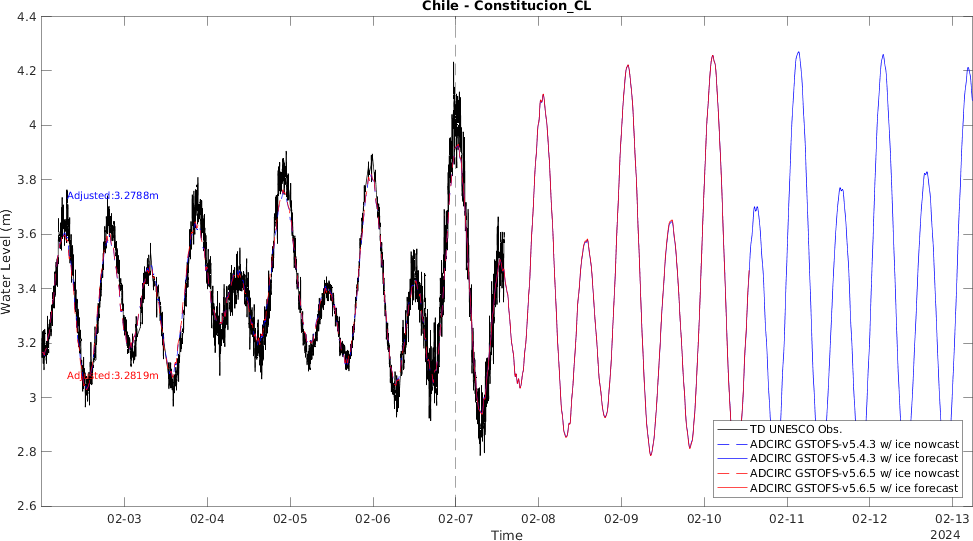 Chile - Constitucion_CL
4.4
4.2
4
3.8
3.6
3.4
3.2
3
2.8
2.6
Water Level (m)
Adjusted:3.2788m
Adjusted:3.2819m
TD UNESCO Obs.
ADCIRC GSTOFS-v5.4.3 w/ ice nowcast
ADCIRC GSTOFS-v5.4.3 w/ ice forecast
ADCIRC GSTOFS-v5.6.5 w/ ice nowcast
ADCIRC GSTOFS-v5.6.5 w/ ice forecast
02-03 02-04 02-05 02-06 02-07 02-08 02-09 02-10 02-11 02-12 02-13
Time
2024